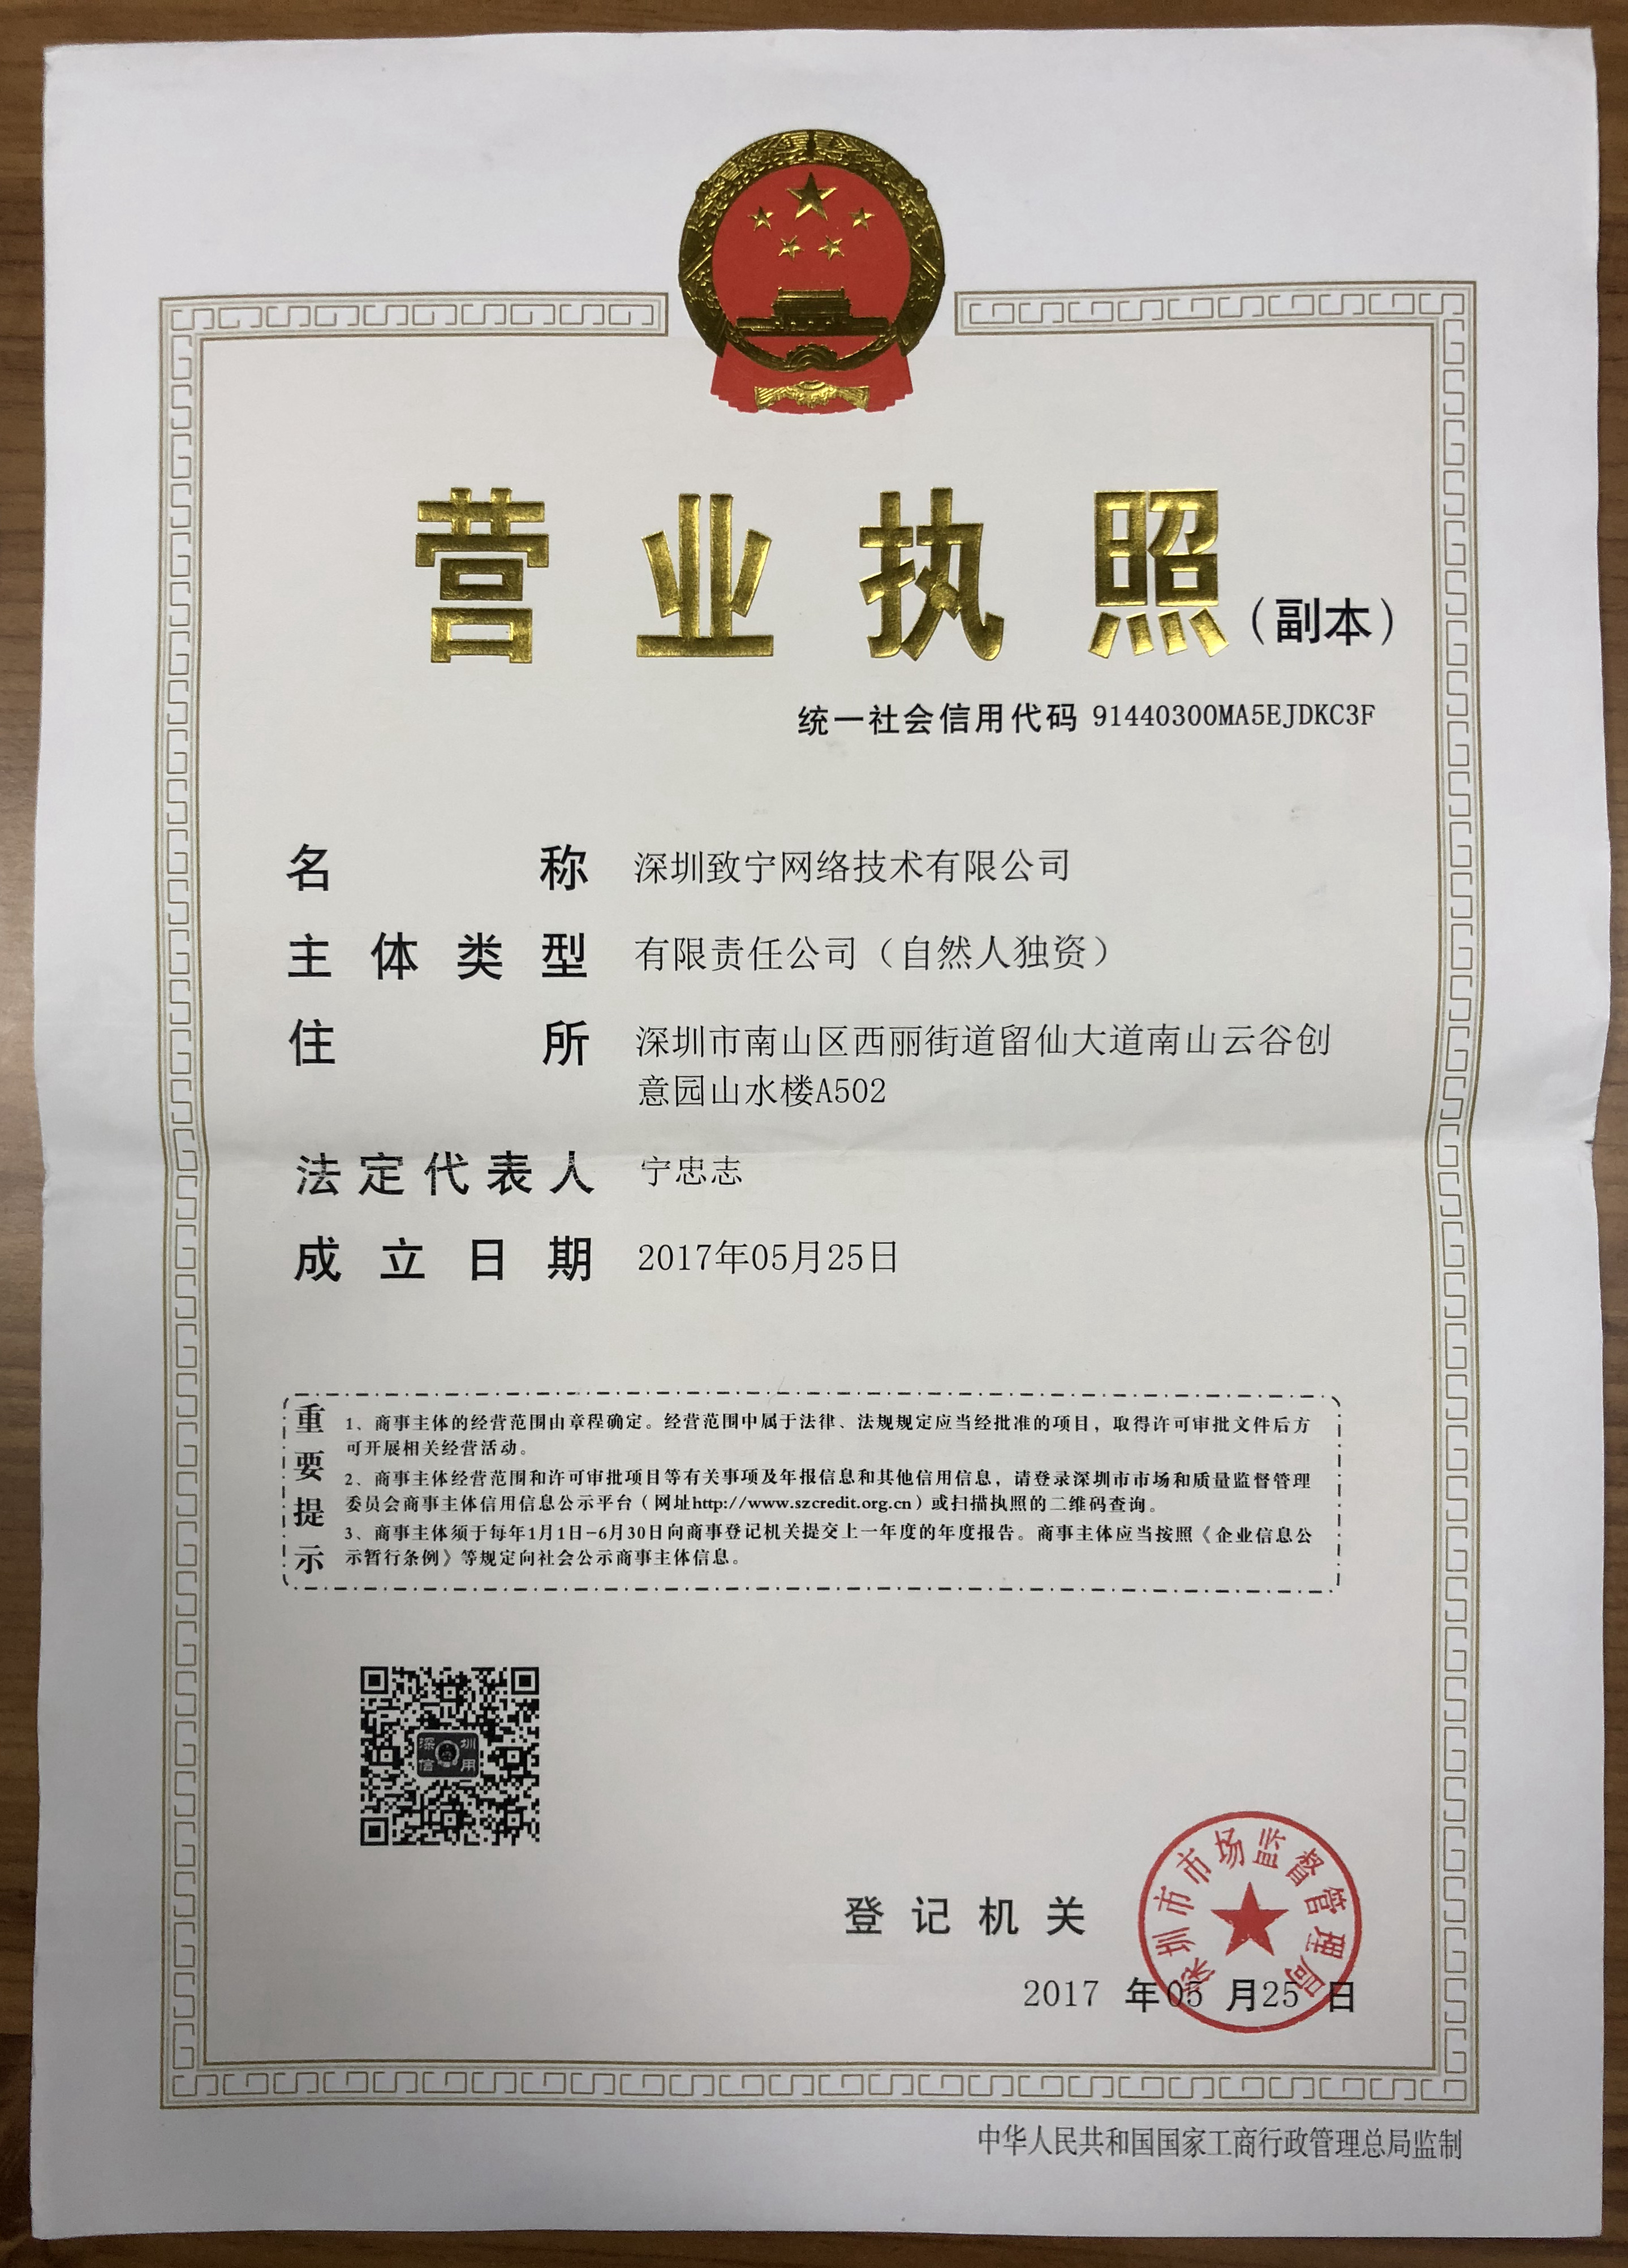 营业执照（副本）
统一社会信用代码 91440300MA5EJDKC3F
名称 深圳致宁网络技术有限公司
主体类型 有限责任公司（自然人独资）
住所 深圳市南山区西丽街道留仙大道南山云谷创
意园山水楼A502
法定代表人 宁忠志
成立日期 2017年05月25日
重要提示
1、商事主体的经营范围由章程确定。经营范围中属于法律、法规规定应当经批准的项目，取得许可审批文件后方
可开展相关经营活动。
2、商事主体经营范围和许可审批项目等有关事项及年报信息和其他信用信息，请登录深圳市市场和质量监督管理
委员会商事主体信用信息公示平台（网址http://www.szcredit.org.cn）或扫描执照的二维码查询。
3、商事主体须于每年1月1日-6月30日向商事登记机关提交上一年度的年度报告。商事主体应当按照《企业信息公
示暂行条例》等规定向社会公示商事主体信息。
深圳
信用
登记机关
深圳市市场监督管理局
2017 年05 月25 日
中华人民共和国国家工商行政管理总局监制